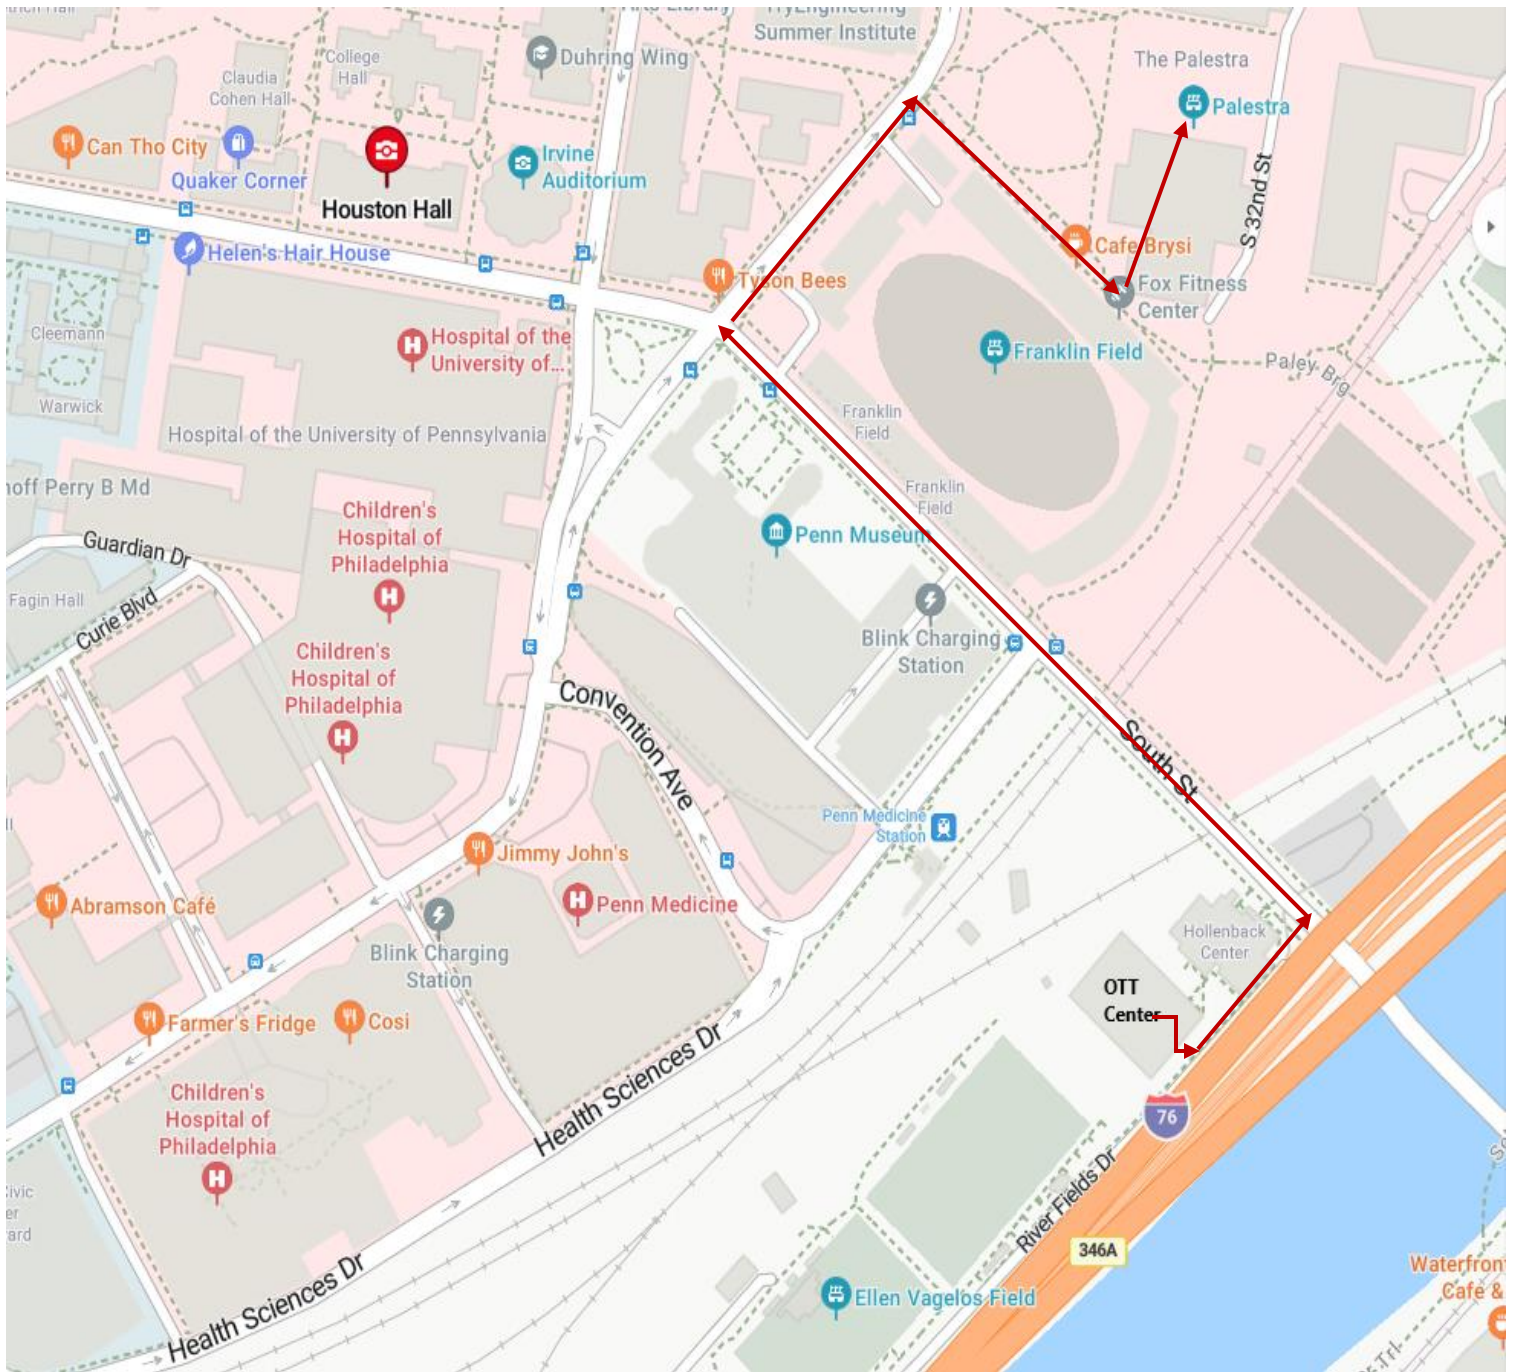 Summer Institute
Duhring Wing
College
Hall
The Palestra
Claudia
Cohen Hall
Palestra
Can Tho City
Irvine
Auditorium
Quaker Corner
Houston Hall
S 32nd St
Helen's Hair House
Cafe Brysi
Tyson Bees
Fox Fitness
Center
Cleemann
Hospital of the
University of...
Franklin Field
Paley Brg
Warwick
Franklin
Field
Hospital of the University of Pennsylvania
Perry B Md
Franklin
Field
Children's
Hospital of
Philadelphia
Penn Museum
Guardian Dr
Fagin Hall
Curie Blvd
Blink Charging
Station
Children's
Hospital of
Philadelphia
Convention Ave
South St
Penn Medicine
Station
Jimmy John's
Abramson Café
Penn Medicine
Hollenback
Center
Blink Charging
Station
OTT
Center
Farmer's Fridge
Cosi
Health Sciences Dr
Children's
Hospital of
Philadelphia
76
River Fields Dr
346A
Ellen Vagelos Field
Waterfron
Cafe &
Health Sciences Dr